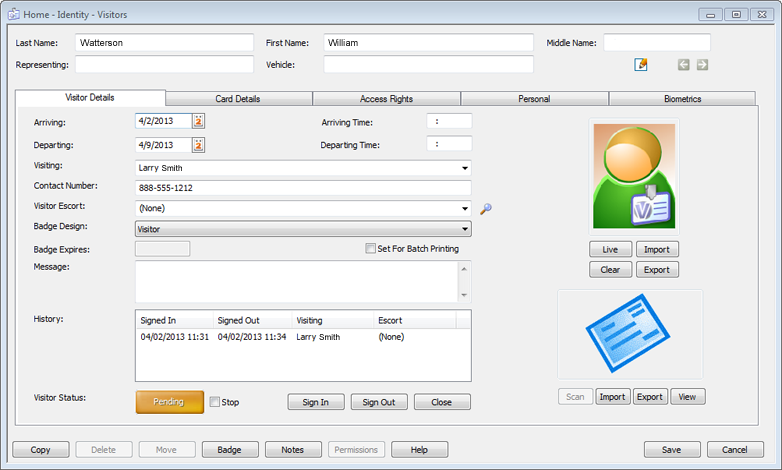 Home - Identity - Visitors
Last Name: Watterson First Name: William Middle Name:
Representing: Vehicle:
Visitor Details Card Details Access Rights Personal Biometrics
Arriving: 4/2/2013 2 Arriving Time: :
Departing: 4/9/2013 2 Departing Time: :
Visiting: Larry Smith
Contact Number: 888-555-1212
Visitor Escort: (None)
Badge Design: Visitor
Badge Expires: Set For Batch Printing
Live Import
Message:
Clear Export
History:
Signed In Signed Out Visiting Escort
04/02/2013 11:31 04/02/2013 11:34 Larry Smith (None)
Visitor Status: Pending Stop Sign In Sign Out Close
Scan Import Export View
Copy Delete Move Badge Notes Permissions Help Save Cancel